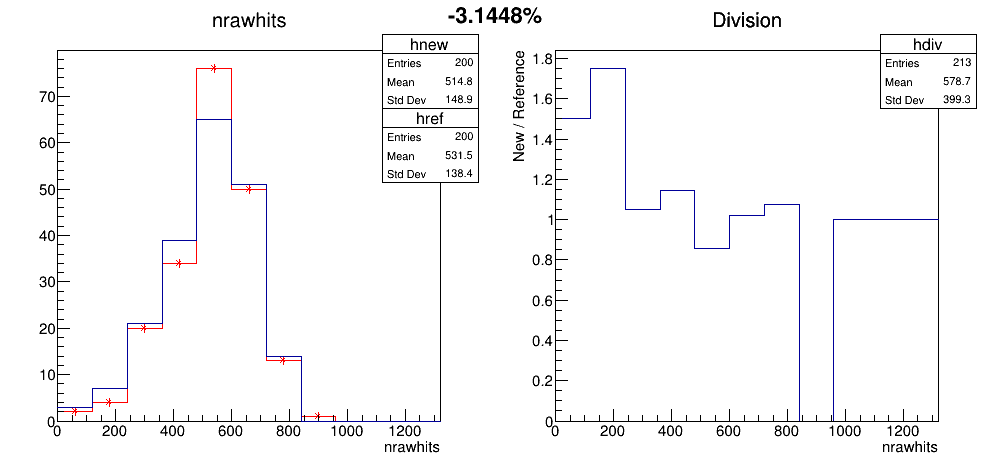 -3.1448%
nrawhits
hnew
Entries 200
Mean 514.8
Std Dev 148.9
href
Entries 200
Mean 531.5
Std Dev 138.4
70
60
50
40
30
20
10
0
0 200 400 600 800 1000 1200
nrawhits
Division
hdiv
Entries 213
Mean 578.7
Std Dev 399.3
New / Reference
1.8
1.6
1.4
1.2
1
0.8
0.6
0.4
0.2
0
0 200 400 600 800 1000 1200
nrawhits